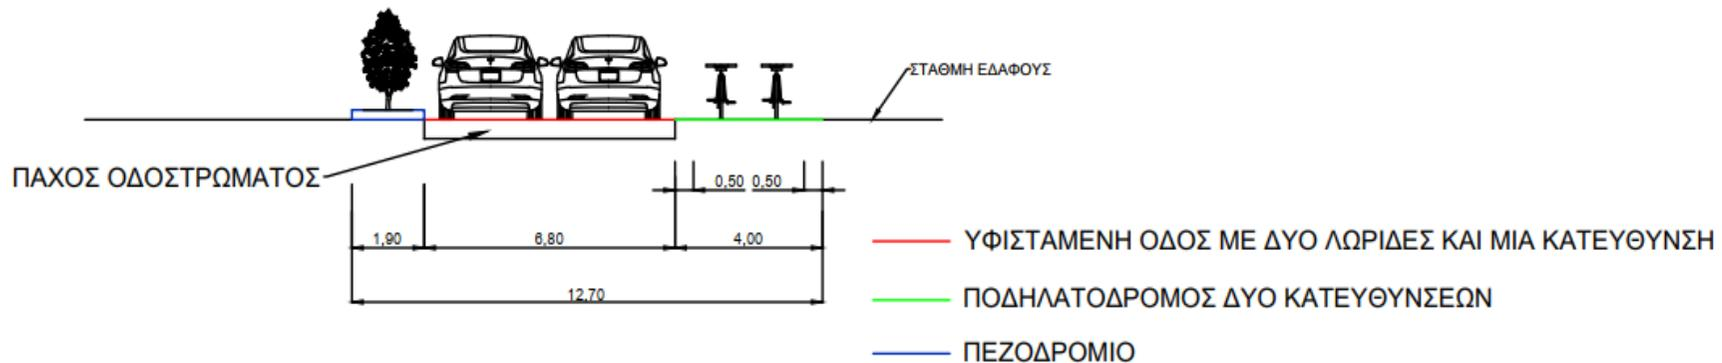 ΣΤΑΘΜΗ ΕΔΑΦΟΥΣ
ΠΑΧΟΣ ΟΔΟΣΤΡΩΜΑΤΟΣ
0,50 0,50
1,90 6,80 4,00
12,70
ΥΦΙΣΤΑΜΕΝΗ ΟΔΟΣ ΜΕ ΔΥΟ ΛΩΡΙΔΕΣ ΚΑΙ ΜΙΑ ΚΑΤΕΥΘΥΝΣΗ
ΠΟΔΗΛΑΤΟΔΡΟΜΟΣ ΔΥΟ ΚΑΤΕΥΘΥΝΣΕΩΝ
ΠΕΖΟΔΡΟΜΙΟ